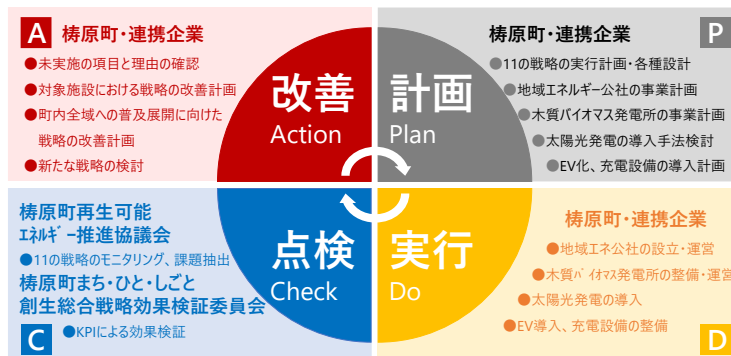 A 梼原町・連携企業
●未実施の項目と理由の確認
●対象施設における戦略の改善計画
●町内全域への普及展開に向けた
戦略の改善計画
●新たな戦略の検討
改善
Action
梼原町・連携企業 P
●11の戦略の実行計画・各種設計
●地域エネルギー公社の事業計画
●木質バイオマス発電所の事業計画
●太陽光発電の導入手法検討
●EV化、充電設備の導入計画
計画
Plan
梼原町再生可能
エネルギー推進協議会
●11の戦略のモニタリング、課題抽出
梼原町まち・ひと・しごと
創生総合戦略効果検証委員会
●KPIによる効果検証
C
点検
Check
実行
Do
梼原町・連携企業
●地域エネ公社の設立・運営
●木質バイオマス発電所の整備・運営
●太陽光発電の導入
●EV導入、充電設備の整備
D